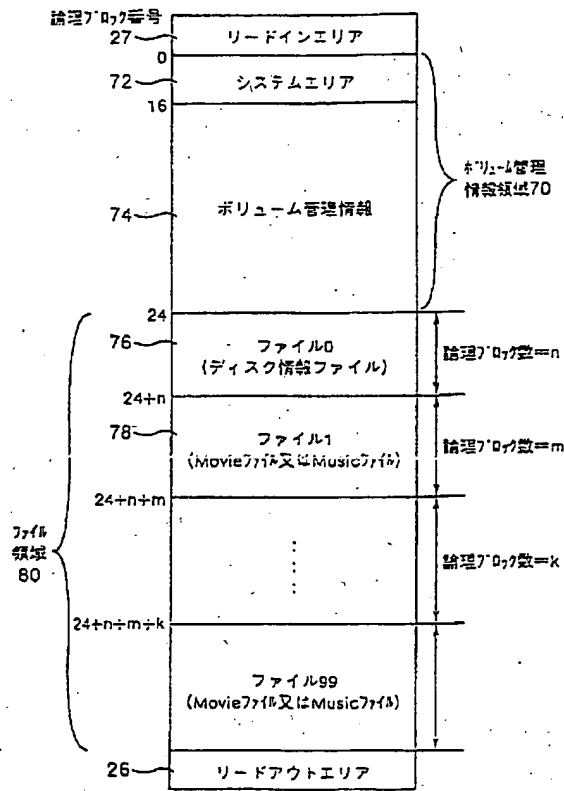 論理ブロック番号
27
リードインエリア
0
72
システムエリア
16
ボリューム管理
情報領域70
74
ボリューム管理情報
24
76
ファイル0
(ディスク情報ファイル)
論理ブロック数=n
24+n
78
ファイル1
(Movieファイル又はMusicファイル)
論理ブロック数=m
24+n+m
ファイル
領域
80
論理ブロック数=k
24+n+m+k
ファイル99
(Movieファイル又はMusicファイル)
26
リードアウトエリア